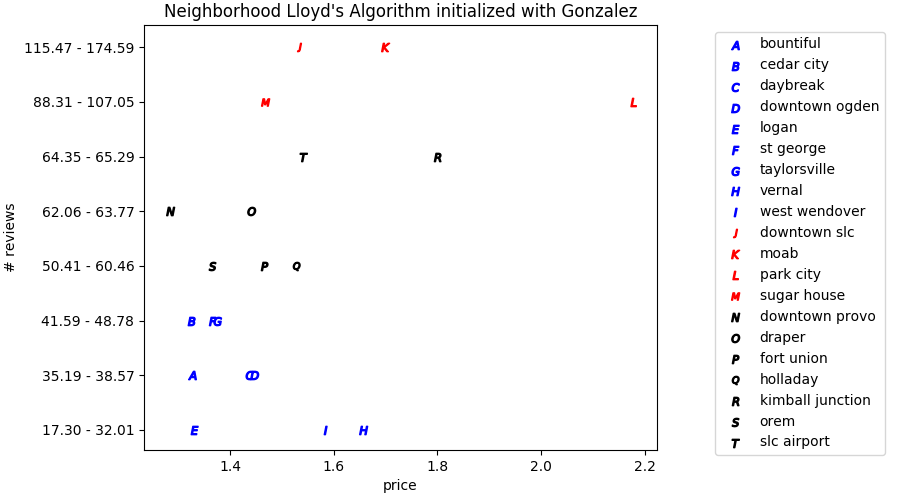 Neighborhood Lloyd's Algorithm initialized with Gonzalez
115.47 - 174.59 J K
88.31 - 107.05 M L
64.35 - 65.29 T R
62.06 - 63.77 N O
50.41 - 60.46 S P Q
41.59 - 48.78 B F G
35.19 - 38.57 A C D
17.30 - 32.01 E I H
# reviews
1.4 1.6 1.8 2.0 2.2
price
A bountiful
B cedar city
C daybreak
D downtown ogden
E logan
F st george
G taylorsville
H vernal
I west wendover
J downtown slc
K moab
L park city
M sugar house
N downtown provo
O draper
P fort union
Q holladay
R kimball junction
S orem
T slc airport